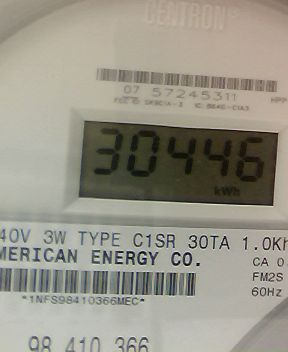 CENTRON®
07 57245311
30446
kWh
40V 3W TYPE C1SR 30TA 1.0Kh
MERICAN ENERGY CO.
CA 0
FM2S
60Hz
*1NFS98410366MEC*
98 410 366